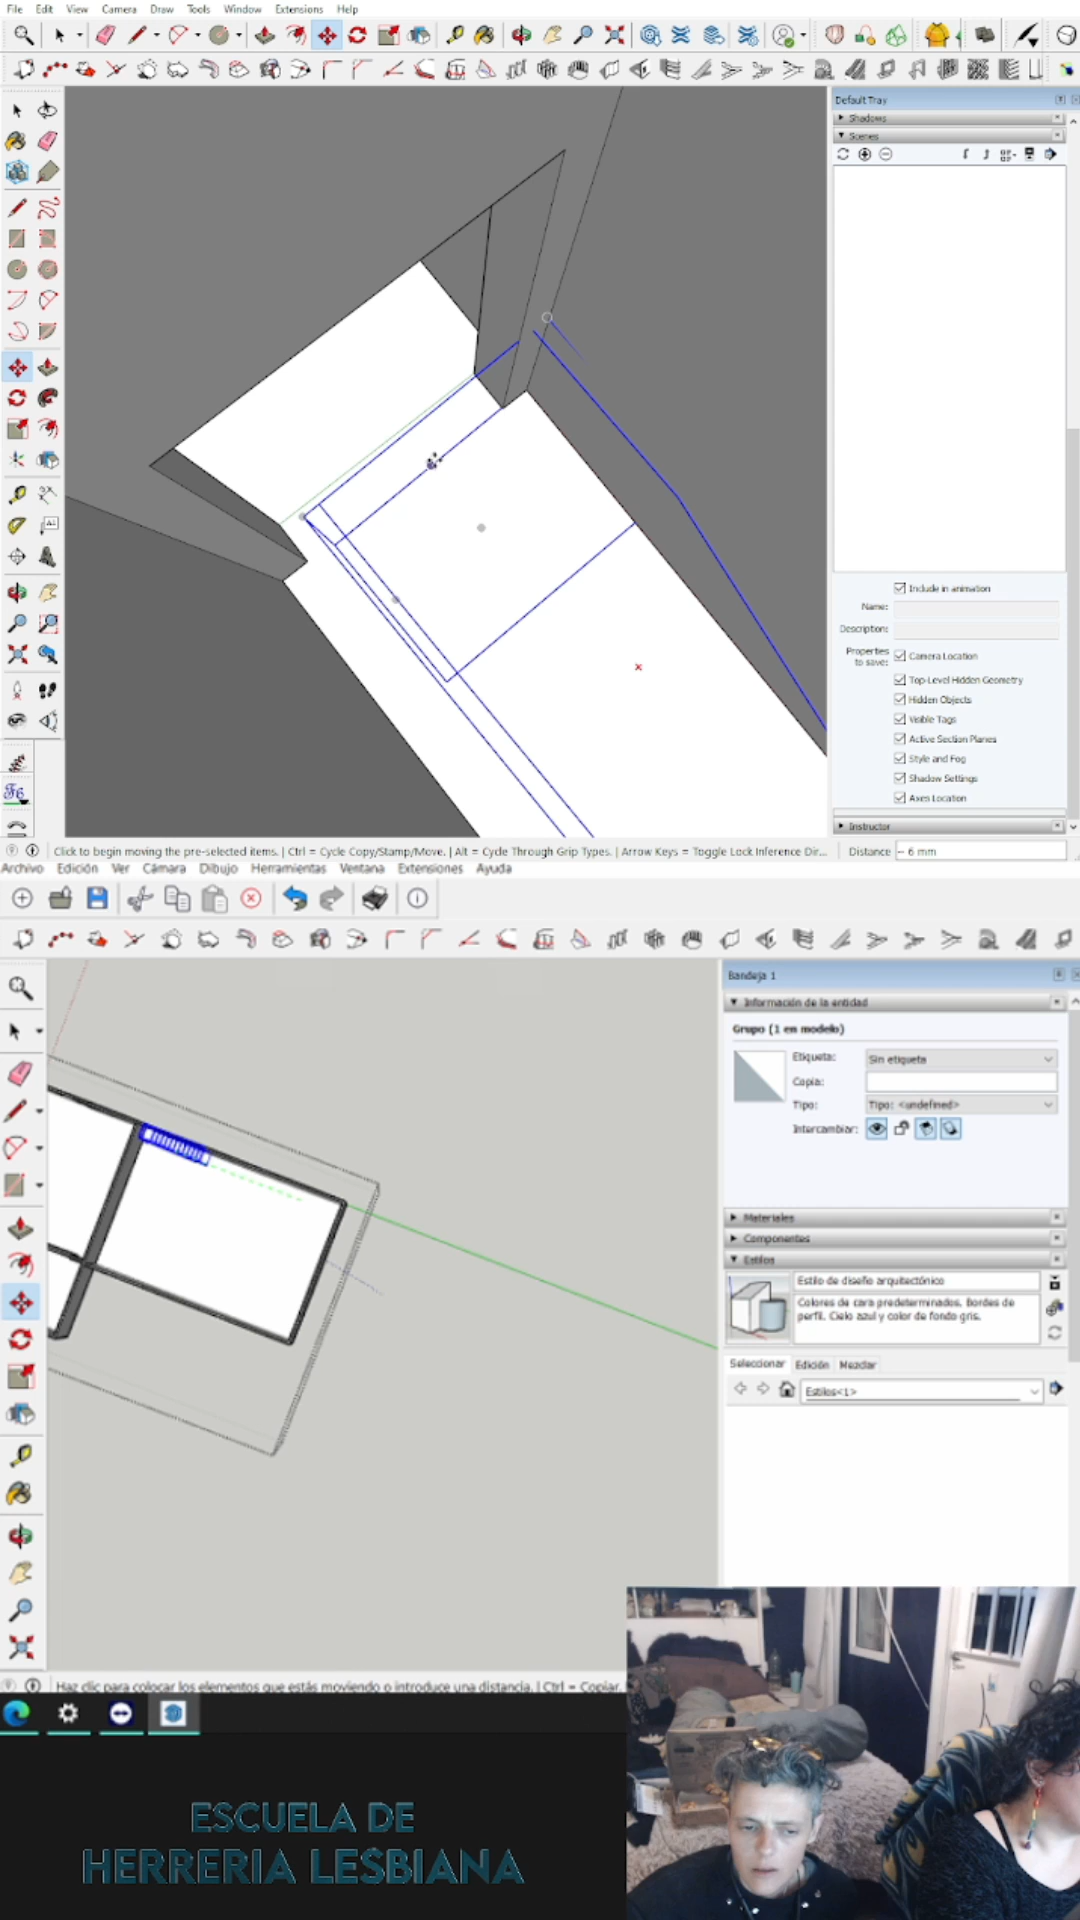 File Edit View Camera Draw Tools Window Extensions Help
Default Tray
Shadows
Scenes
Include in animation
Name:
Description:
Properties to save:
Camera Location
Top-Level Hidden Geometry
Hidden Objects
Visible Tags
Active Section Planes
Style and Fog
Shadow Settings
Axes Location
Instructor
Click to begin moving the pre-selected items. | Ctrl = Cycle Copy/Stamp/Move. | Alt = Cycle Through Grip Types. | Arrow Keys = Toggle Lock Inference Dir... Distance ~ 6 mm
Archivo Edición Ver Cámara Dibujo Herramientas Ventana Extensiones Ayuda
Bandeja 1
Información de la entidad
Grupo (1 en modelo)
Etiqueta: Sin etiqueta
Copia:
Tipo: Tipo: <undefined>
Intercambiar:
Materiales
Componentes
Estilos
Estilo de diseño arquitectónico
Colores de cara predeterminados. Bordes de
perfil. Cielo azul y color de fondo gris.
Seleccionar Edición Mezclar
Estilos<1>
Haz clic para colocar los elementos que estás moviendo o introduce una distancia. | Ctrl = Copiar.
ESCUELA DE
HERRERIA LESBIANA